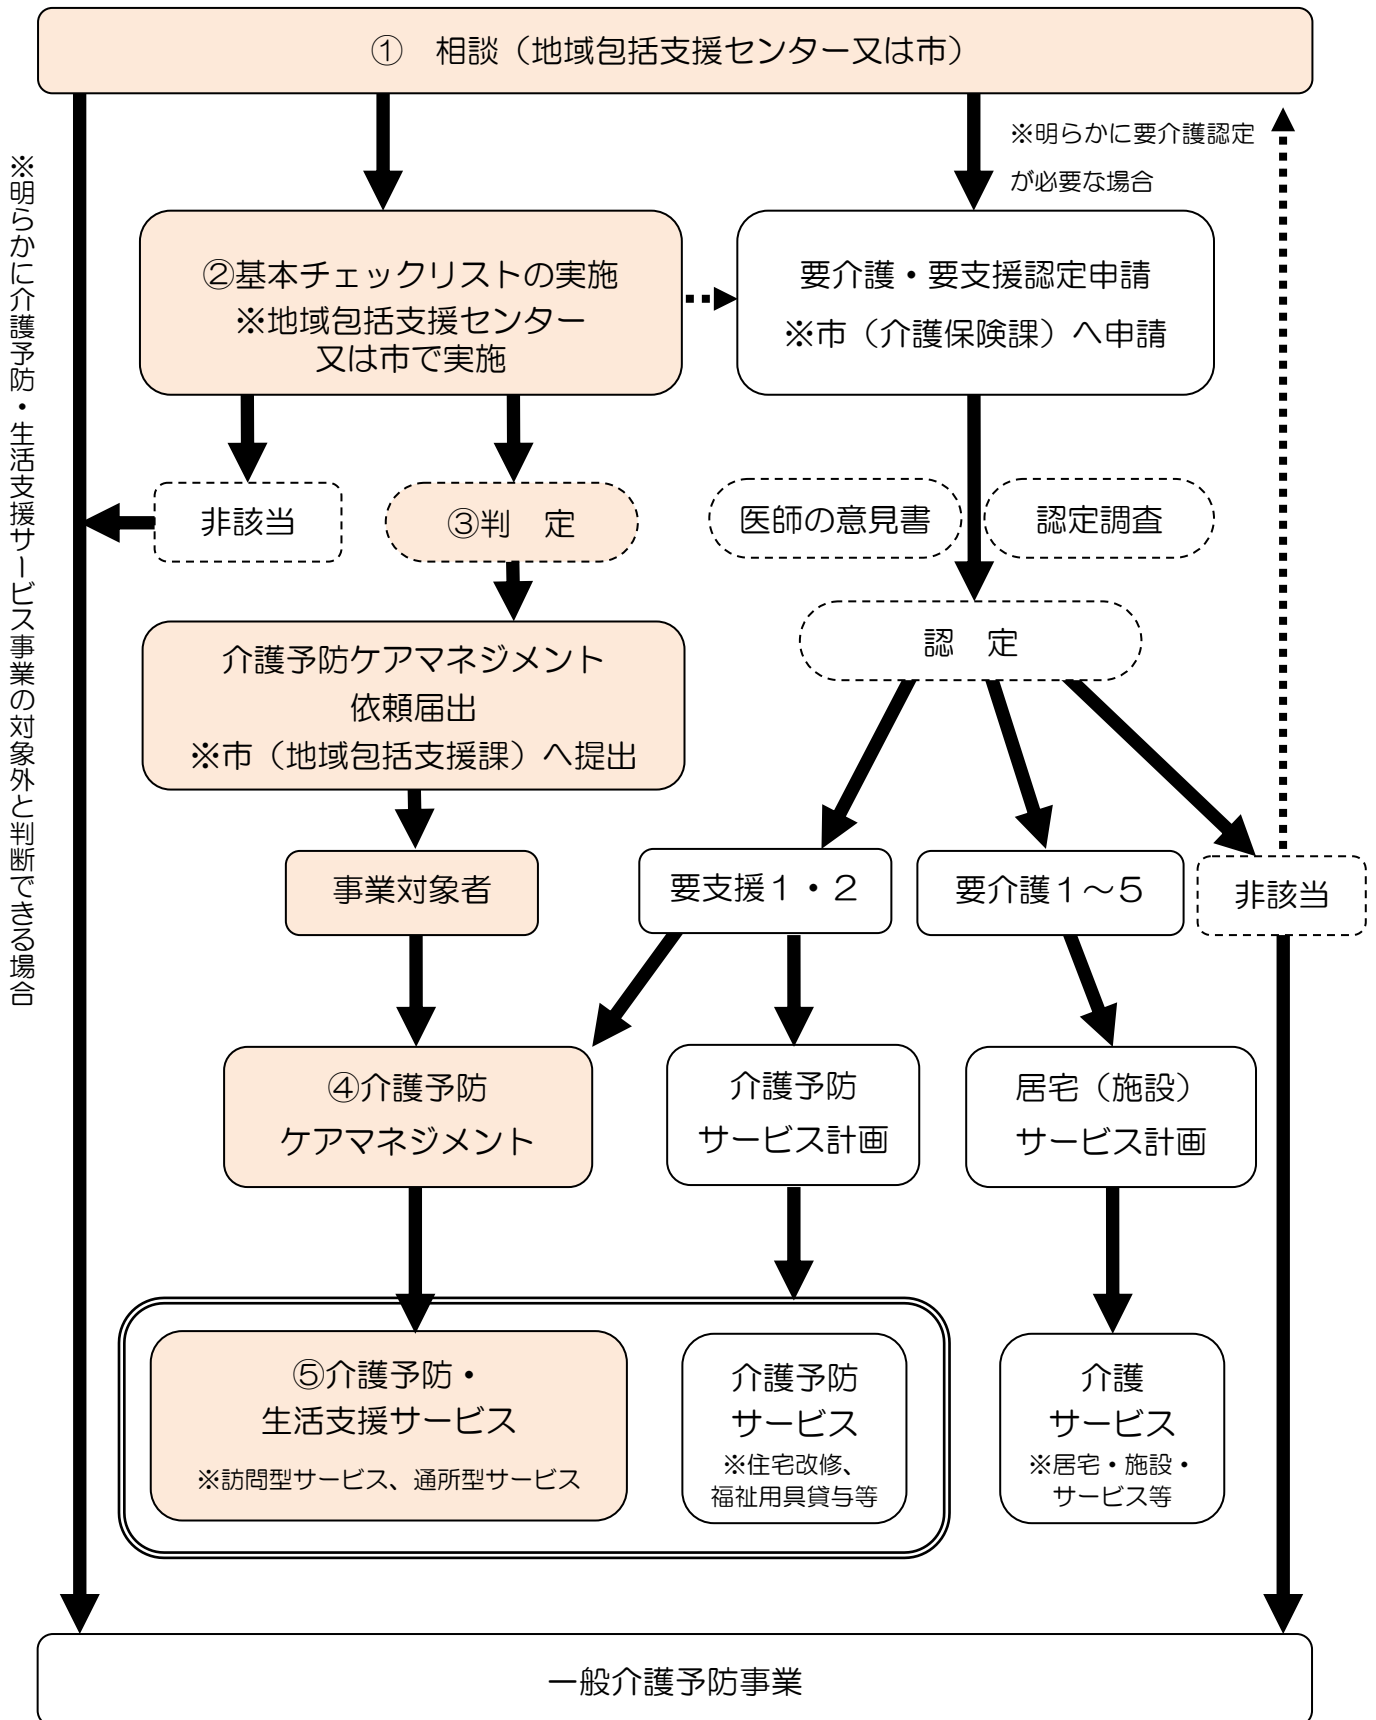 ① 相談(地域包括支援センター又は市)
※明らかに要介護認定
が必要な場合
※明らかに介護予防・生活支援サービス事業の対象外と判断できる場合
②基本チェックリストの実施
※地域包括支援センター
又は市で実施
要介護・要支援認定申請
※市(介護保険課)へ申請
非該当
③判 定
医師の意見書
認定調査
認 定
介護予防ケアマネジメント
依頼届出
※市(地域包括支援課)へ提出
事業対象者
要支援1・2
要介護1~5
非該当
④介護予防
ケアマネジメント
介護予防
サービス計画
居宅(施設)
サービス計画
⑤介護予防・
生活支援サービス
※訪問型サービス、通所型サービス
介護予防
サービス
※住宅改修、
福祉用具貸与等
介護
サービス
※居宅・施設・
サービス等
一般介護予防事業